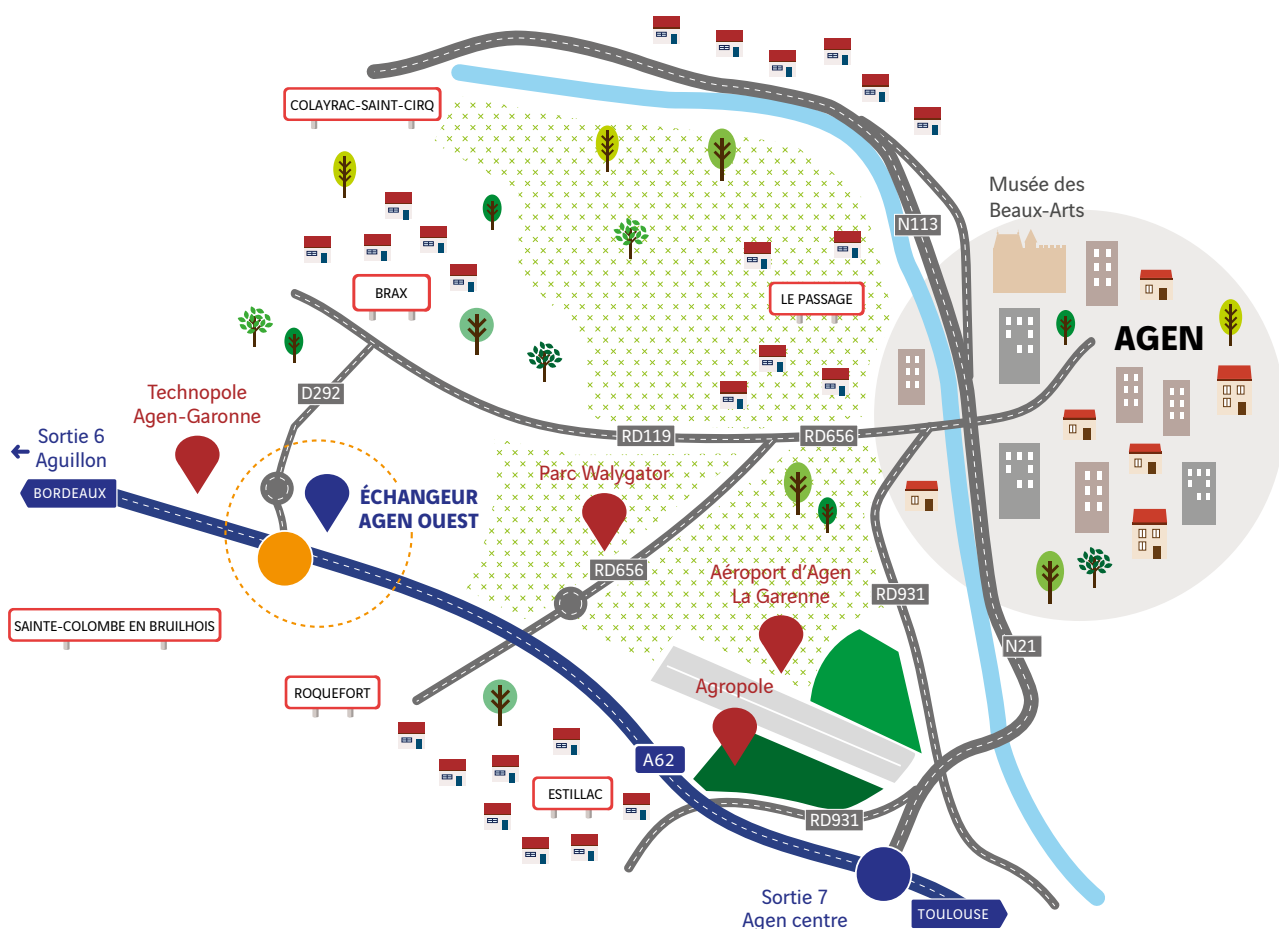 COLAYRAC-SAINT-CIRQ
Musée des
Beaux-Arts
N113
BRAX
LE PASSAGE
AGEN
D292
Technopole
Agen-Garonne
RD119
RD656
Sortie 6
Aguillon
BORDEAUX
ÉCHANGEUR
AGEN OUEST
Parc Walygator
RD656
Aéroport d'Agen
La Garenne
RD931
SAINTE-COLOMBE EN BRUILHOIS
N21
ROQUEFORT
Agropole
A62
ESTILLAC
RD931
Sortie 7
Agen centre
TOULOUSE